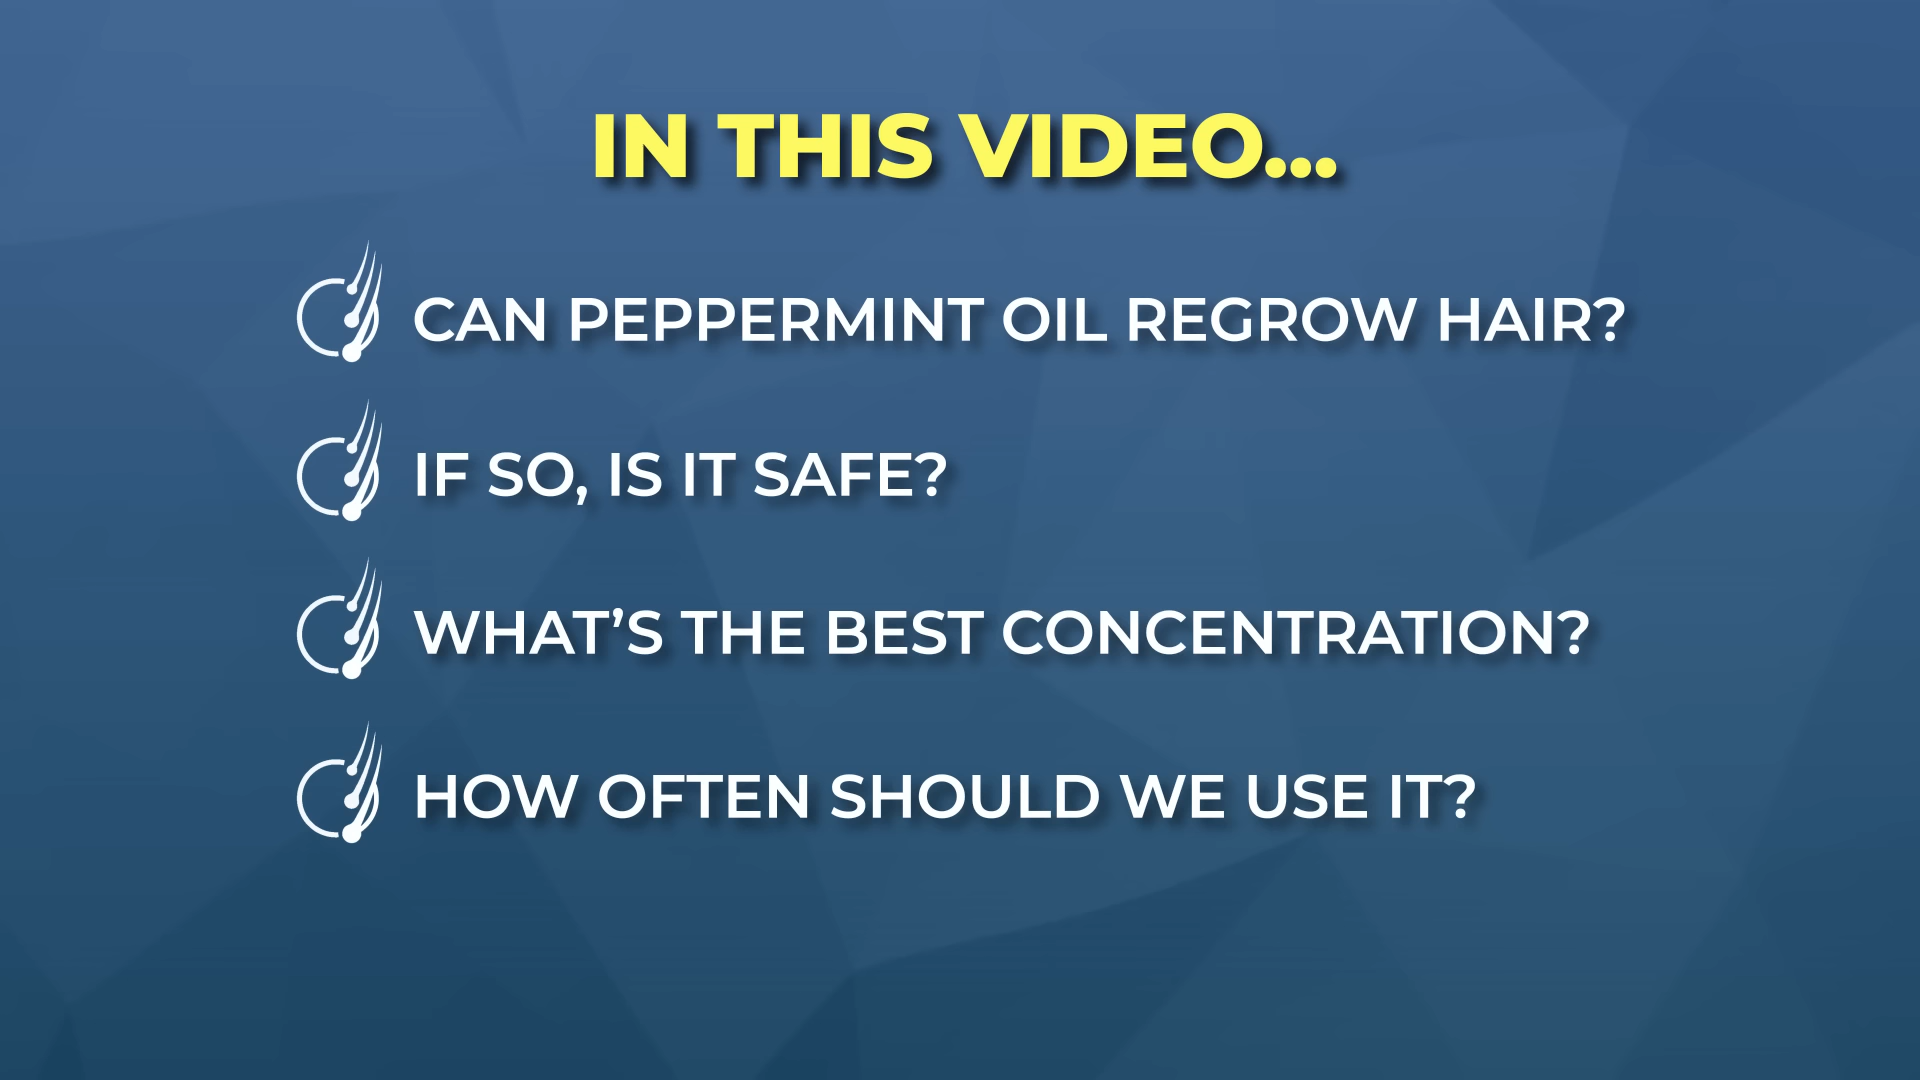 IN THIS VIDEO...
CAN PEPPERMINT OIL REGROW HAIR?
IF SO, IS IT SAFE?
WHAT’S THE BEST CONCENTRATION?
HOW OFTEN SHOULD WE USE IT?